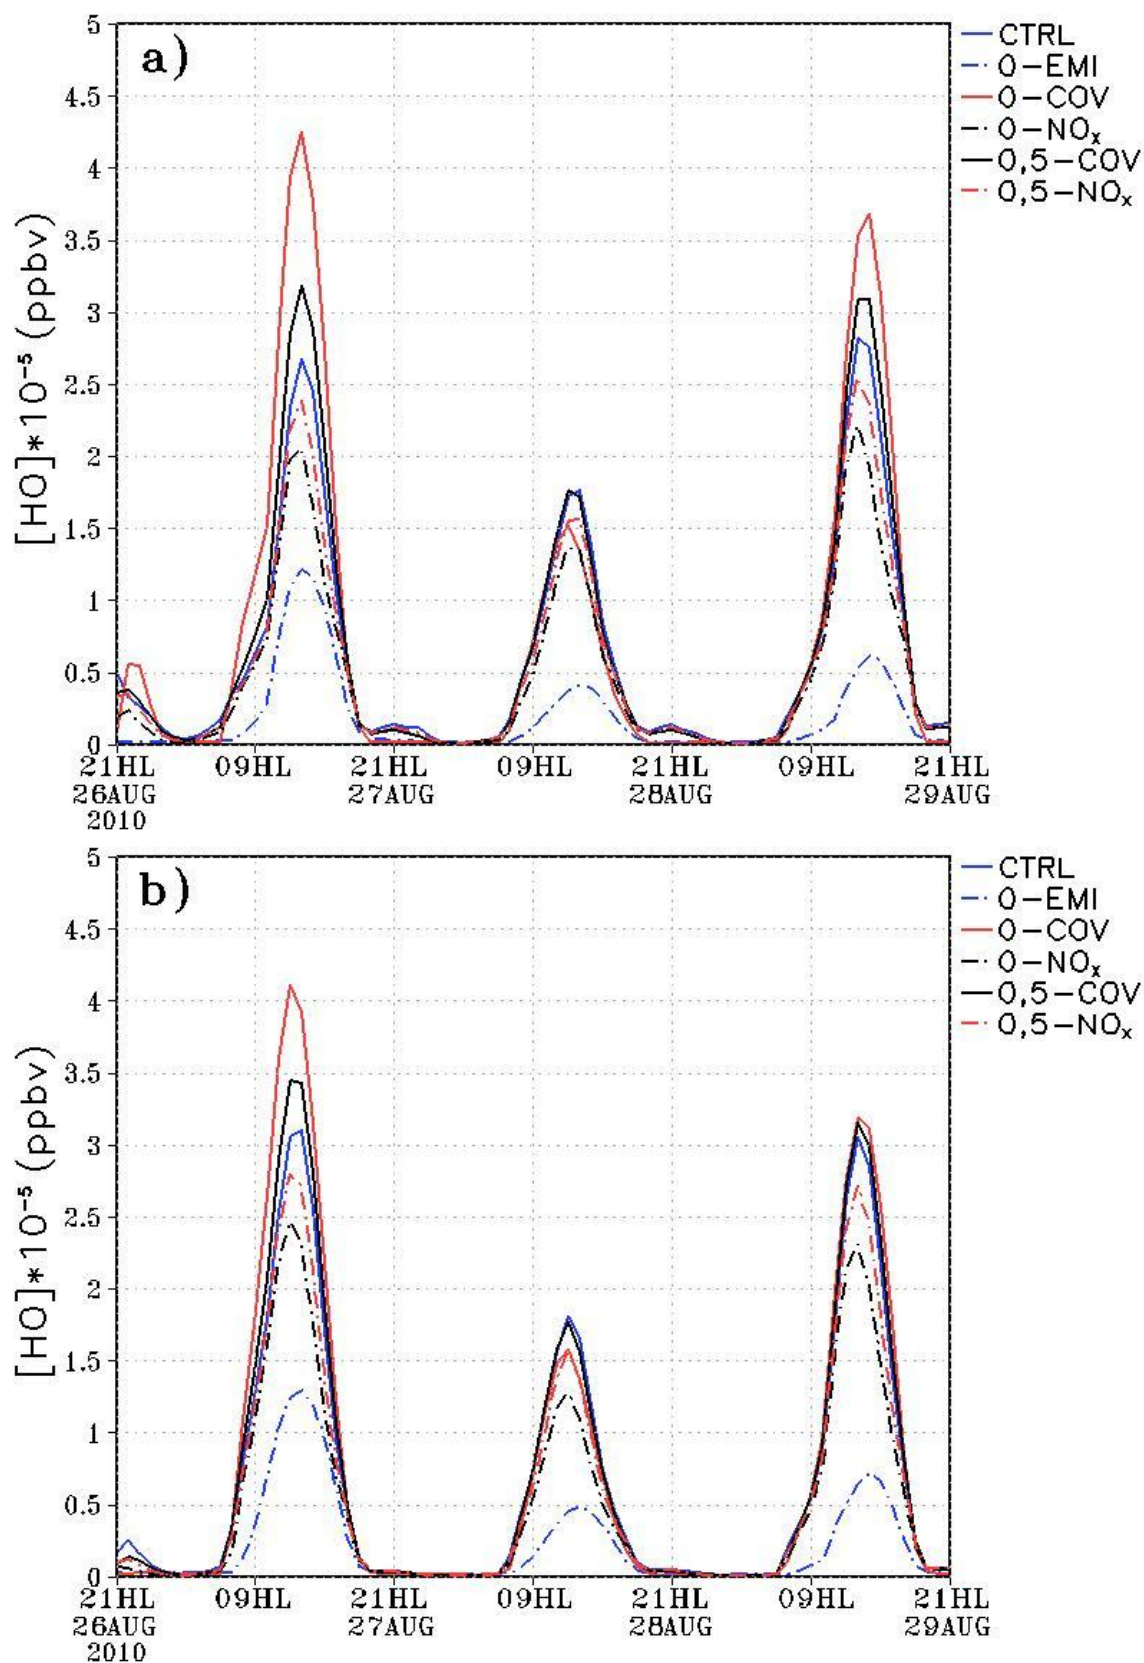 a)
[HO]*10⁻⁵ (ppbv)
5
4.5
4
3.5
3
2.5
2
1.5
1
0.5
0
21HL 09HL 21HL 09HL 21HL 09HL 21HL
26AUG 27AUG 28AUG 29AUG
2010
CTRL
0-EMI
0-COV
0-NOₓ
0,5-COV
0,5-NOₓ
b)
[HO]*10⁻⁵ (ppbv)
5
4.5
4
3.5
3
2.5
2
1.5
1
0.5
0
21HL 09HL 21HL 09HL 21HL 09HL 21HL
26AUG 27AUG 28AUG 29AUG
2010
CTRL
0-EMI
0-COV
0-NOₓ
0,5-COV
0,5-NOₓ